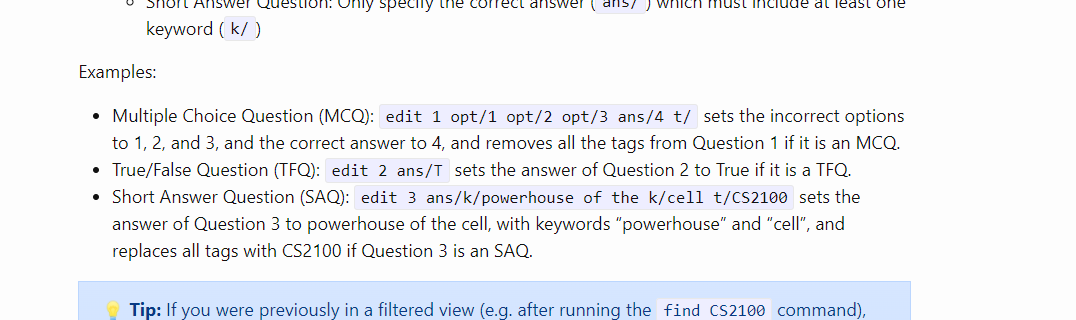 Short Answer Question: Only specify the correct answer ( ans/ ) which must include at least one
keyword ( k/ )
Examples:
Multiple Choice Question (MCQ): edit 1 opt/1 opt/2 opt/3 ans/4 t/ sets the incorrect options
to 1, 2, and 3, and the correct answer to 4, and removes all the tags from Question 1 if it is an MCQ.
True/False Question (TFQ): edit 2 ans/T sets the answer of Question 2 to True if it is a TFQ.
Short Answer Question (SAQ): edit 3 ans/k/powerhouse of the k/cell t/CS2100 sets the
answer of Question 3 to powerhouse of the cell, with keywords “powerhouse” and “cell”, and
replaces all tags with CS2100 if Question 3 is an SAQ.
💡 Tip: If you were previously in a filtered view (e.g. after running the find CS2100 command),